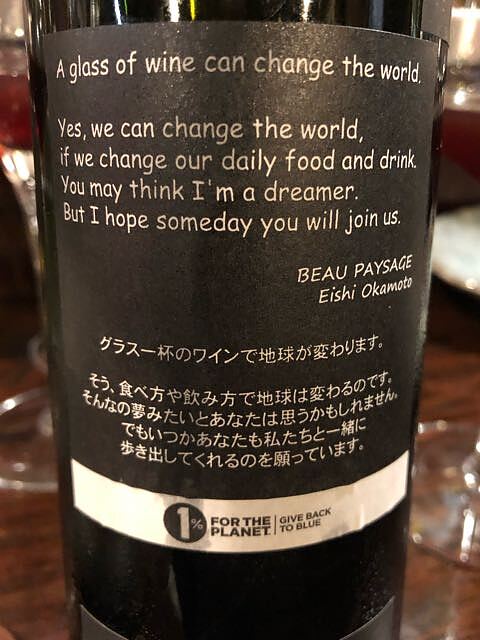 A glass of wine can change the world.
Yes, we can change the world,
if we change our daily food and drink.
You may think I'm a dreamer.
But I hope someday you will join us.
BEAU PAYSAGE
Eishi Okamoto
グラス一杯のワインで地球が変わります。
そう、食べ方や飲み方で地球は変わるのです。
そんなの夢みたいとあなたは思うかもしれません。
でもいつかあなたも私たちと一緒に
歩き出してくれるのを願っています。
1% FOR THE PLANET. GIVE BACK TO BLUE